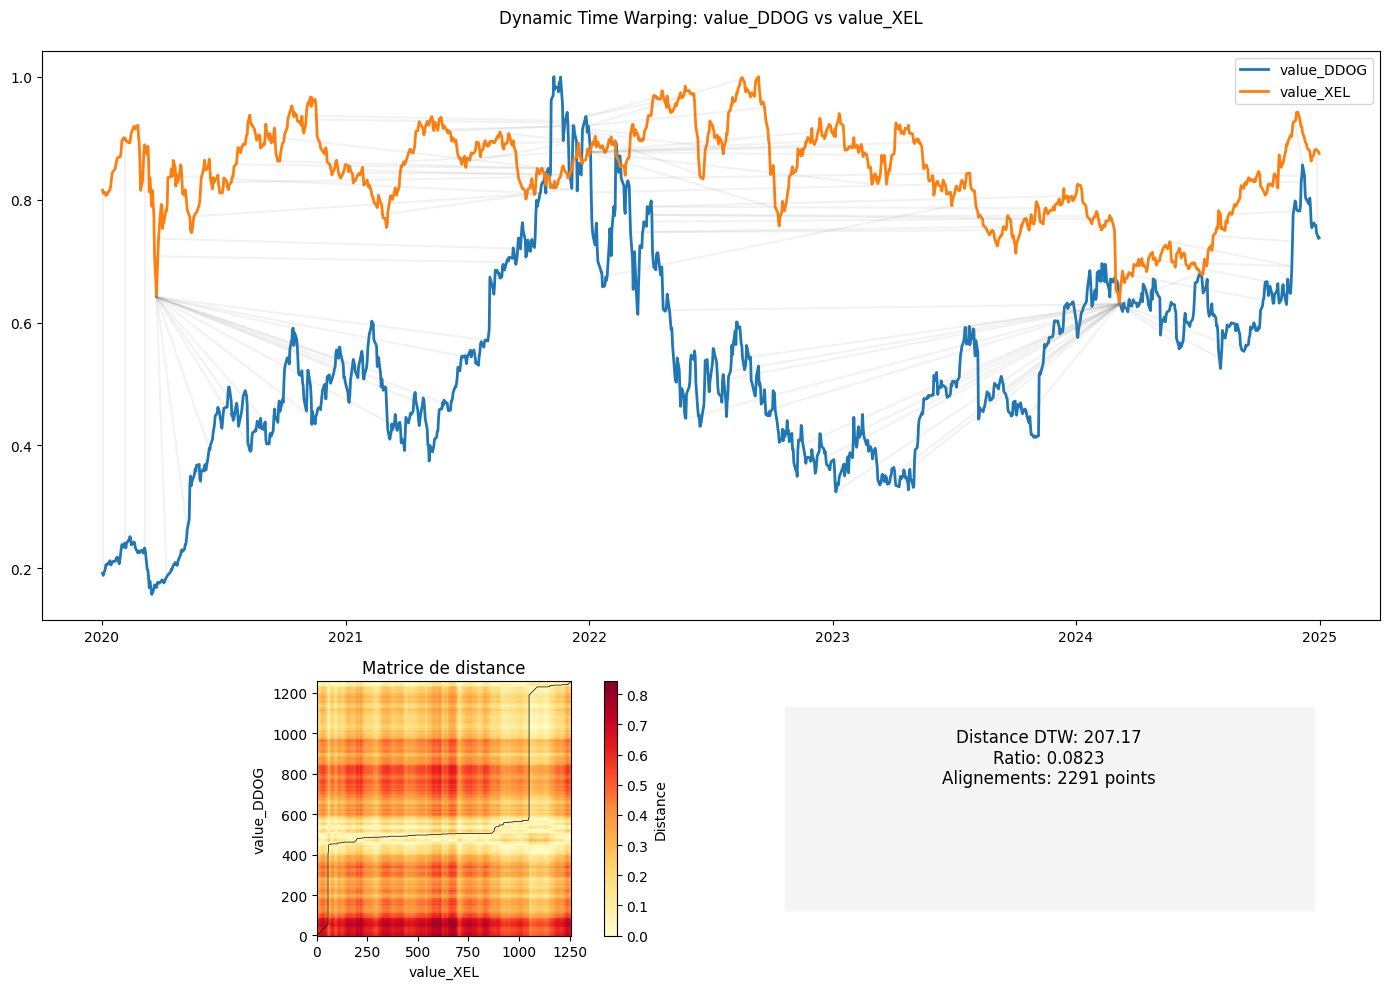 Dynamic Time Warping: value_DDOG vs value_XEL
1.0
0.8
0.6
0.4
0.2
value_DDOG
value_XEL
2020 2021 2022 2023 2024 2025
Matrice de distance
1200
1000
800
600
400
200
0
value_DDOG
0 250 500 750 1000 1250
value_XEL
0.8
0.7
0.6
0.5
0.4
0.3
0.2
0.1
0.0
Distance
Distance DTW: 207.17
Ratio: 0.0823
Alignements: 2291 points